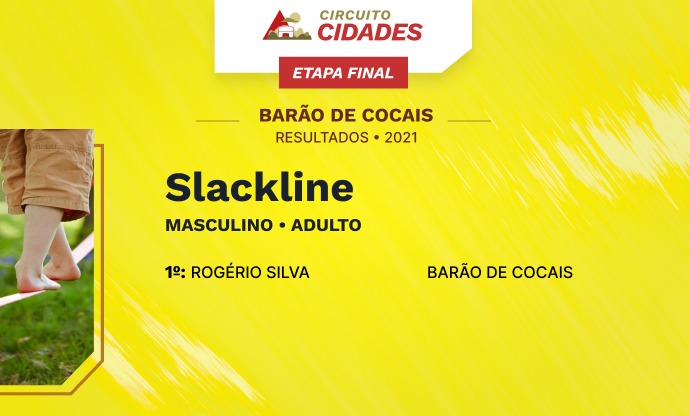 CIRCUITO
CIDADES
ETAPA FINAL
BARÃO DE COCAIS
RESULTADOS • 2021
Slackline
MASCULINO • ADULTO
1º: ROGÉRIO SILVA BARÃO DE COCAIS